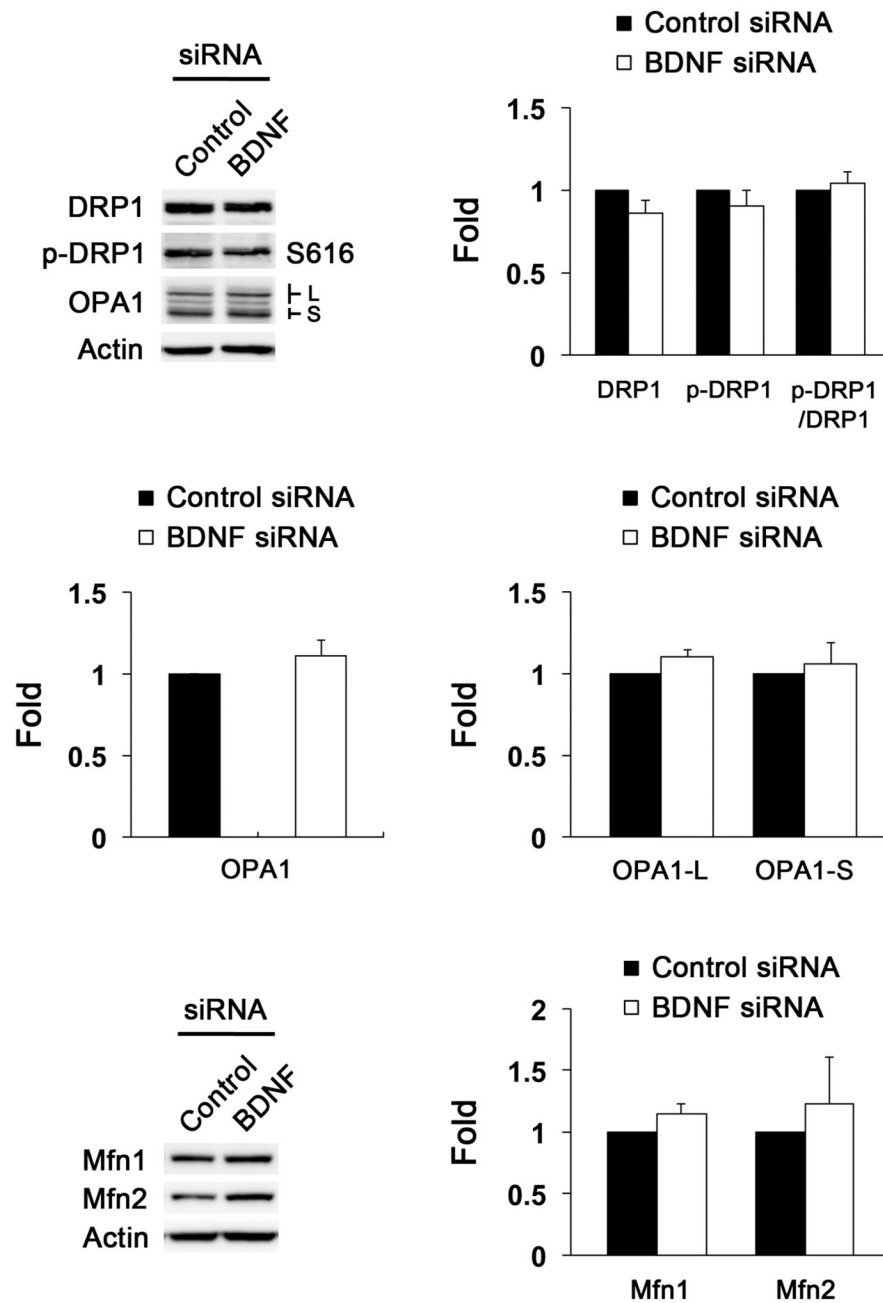 siRNA
Control
BDNF
DRP1
p-DRP1
S616
OPA1
L
S
Actin
Control siRNA
BDNF siRNA
Fold
1.5
1
0.5
0
DRP1
p-DRP1
p-DRP1
/DRP1
Control siRNA
BDNF siRNA
Fold
1.5
1
0.5
0
OPA1
Control siRNA
BDNF siRNA
Fold
1.5
1
0.5
0
OPA1-L
OPA1-S
siRNA
Control
BDNF
Mfn1
Mfn2
Actin
Control siRNA
BDNF siRNA
Fold
2
1.5
1
0.5
0
Mfn1
Mfn2